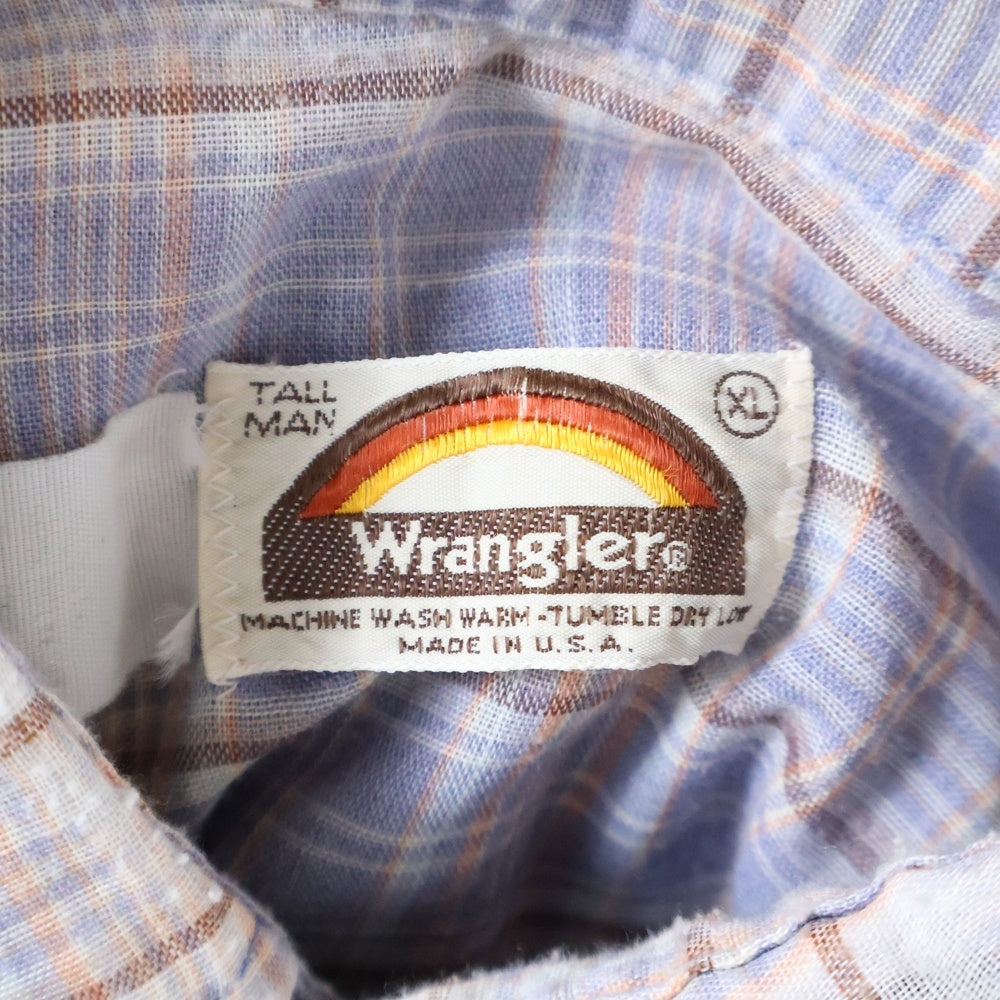 TALL
MAN
XL
Wrangler®
MACHINE WASH WARM - TUMBLE DRY LOW
MADE IN U.S.A.